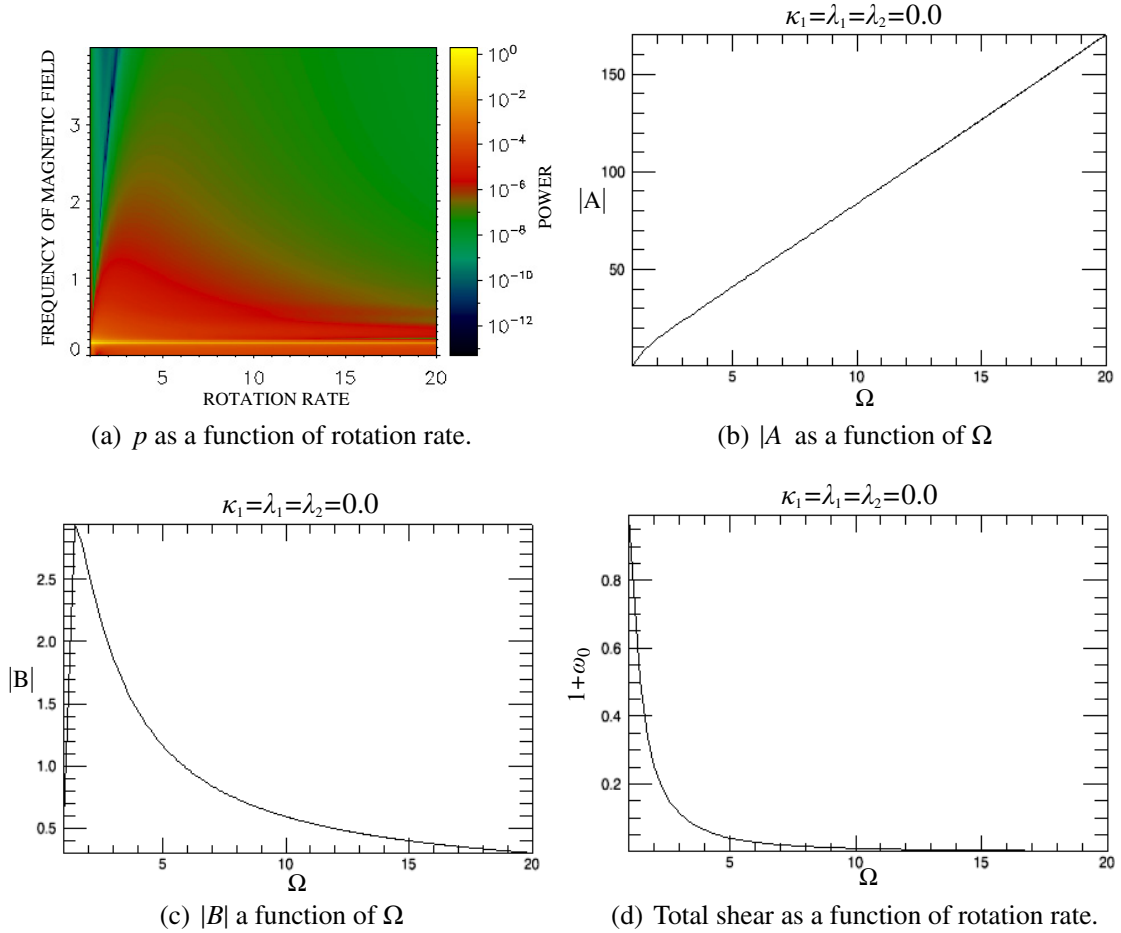 FREQUENCY OF MAGNETIC FIELD
3
2
1
0
5 10 15 20
ROTATION RATE
10⁰
10⁻²
10⁻⁴
10⁻⁶
10⁻⁸
10⁻¹⁰
10⁻¹²
POWER
(a) p as a function of rotation rate.
κ₁=λ₁=λ₂=0.0
150
100
|A|
50
5 10 15 20
Ω
(b) |A as a function of Ω
κ₁=λ₁=λ₂=0.0
2.5
2.0
|B|
1.5
1.0
0.5
5 10 15 20
Ω
(c) |B| a function of Ω
κ₁=λ₁=λ₂=0.0
0.8
0.6
1+ω₀
0.4
0.2
5 10 15 20
Ω
(d) Total shear as a function of rotation rate.